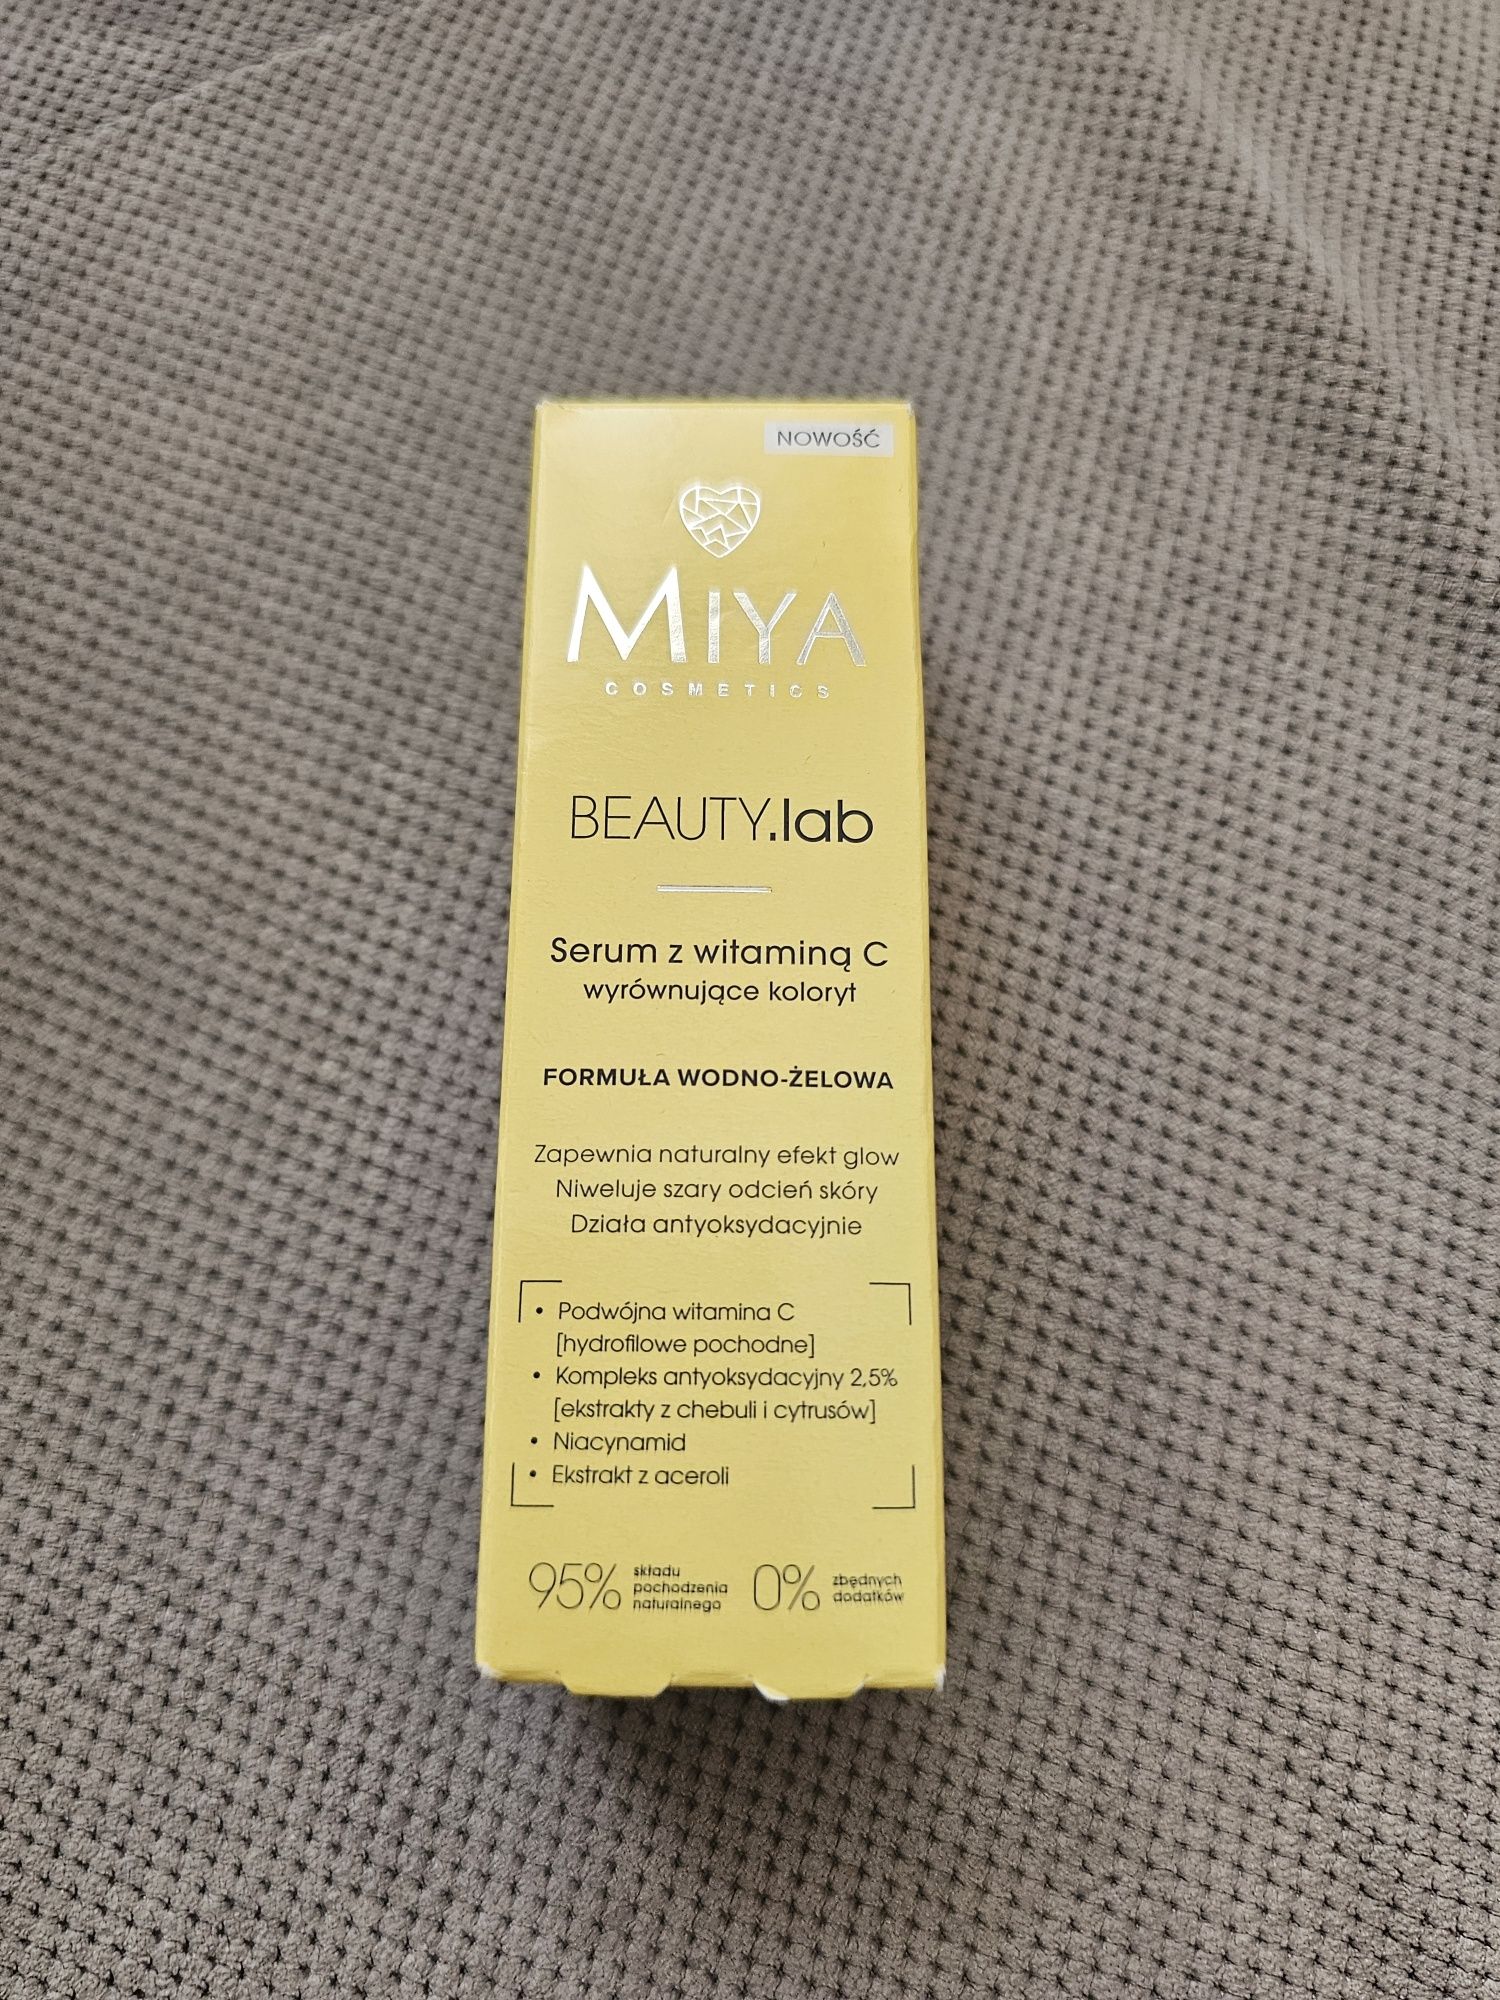 NOWOŚĆ
MIYA
COSMETICS
BEAUTY.lab
Serum z witaminą C
wyrównujące koloryt
FORMUŁA WODNO-ŻELOWA
Zapewnia naturalny efekt glow
Niweluje szary odcień skóry
Działa antyoksydacyjnie
• Podwójna witamina C
[hydrofilowe pochodne]
• Kompleks antyoksydacyjny 2,5%
[ekstrakty z chebuli i cytrusów]
• Niacynamid
• Ekstrakt z aceroli
95% składu
pochodzenia
naturalnego
0% zbędnych
dodatków